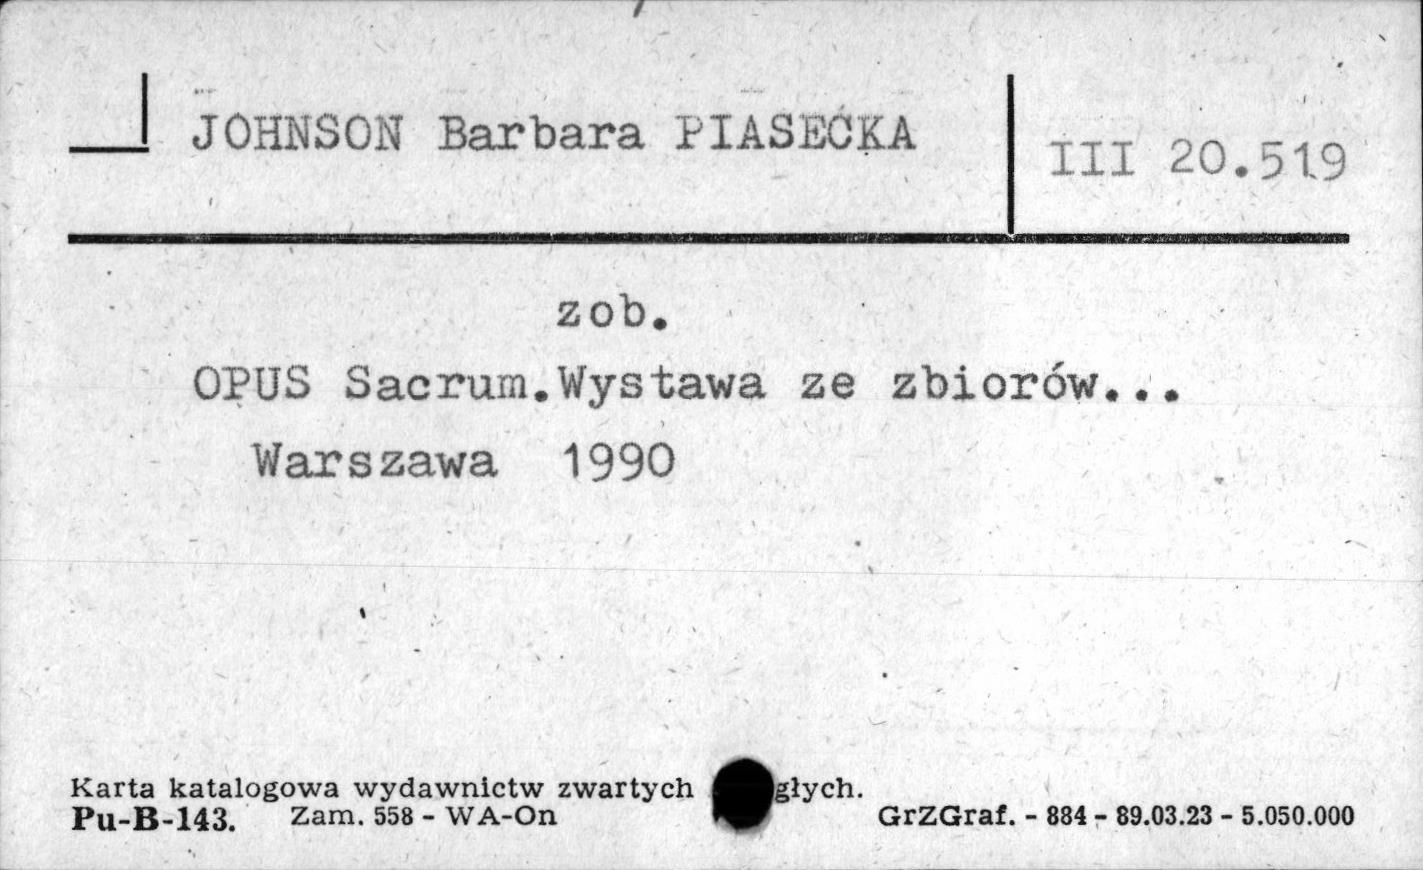 JOHNSON Barbara PIASECKA
III 20.519
zob.
OPUS Sacrum.Wystawa ze zbiorów...
Warszawa 1990
Karta katalogowa wydawnictw zwartych głych.
Pu-B-143. Zam. 558 - WA-On
GrZGraf. - 884 - 89.03.23 - 5.050.000